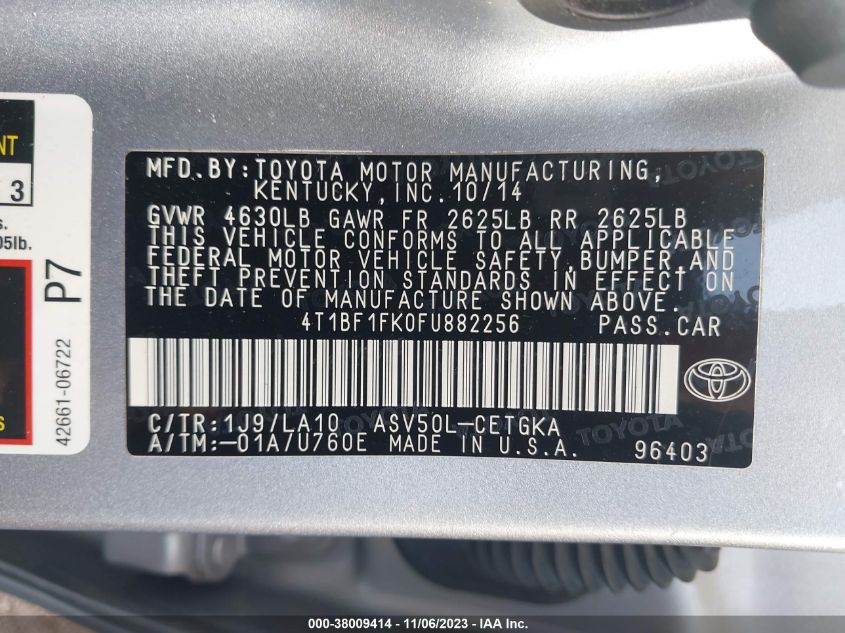 NT
3
s.
05lb.
P7
42661-06722
s
MFD.BY:TOYOTA MOTOR MANUFACTURING,
KENTUCKY,INC.10/14
GVWR 4630LB GAWR FR 2625LB RR 2625LB
THIS VEHICLE CONFORMS TO ALL APPLICABLE
FEDERAL MOTOR VEHICLE SAFETY,BUMPER,AND
THEFT PREVENTION STANDARDS IN EFFECT ON
THE DATE OF MANUFACTURE SHOWN ABOVE.
4T1BF1FK0FU882256 PASS.CAR
C/TR:1J9/LA10 ASV50L-CETGKA
A/TM:-01A/U760E MADE IN U.S.A.
96403
000-38009414 - 11/06/2023 - IAA Inc.